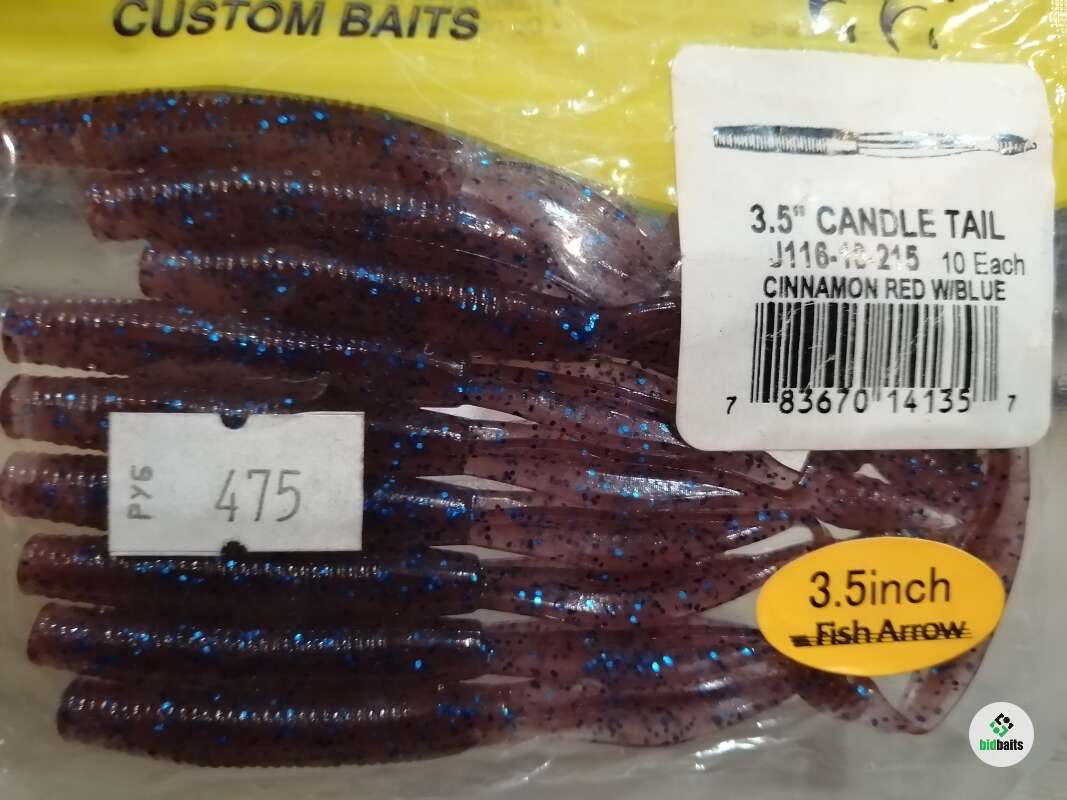 CUSTOM BAITS
3.5" CANDLE TAIL
J116-10-215 10 Each
CINNAMON RED W/BLUE
7 83670 14135 7
РУБ 475
3.5inch
Fish Arrow
bidbaits